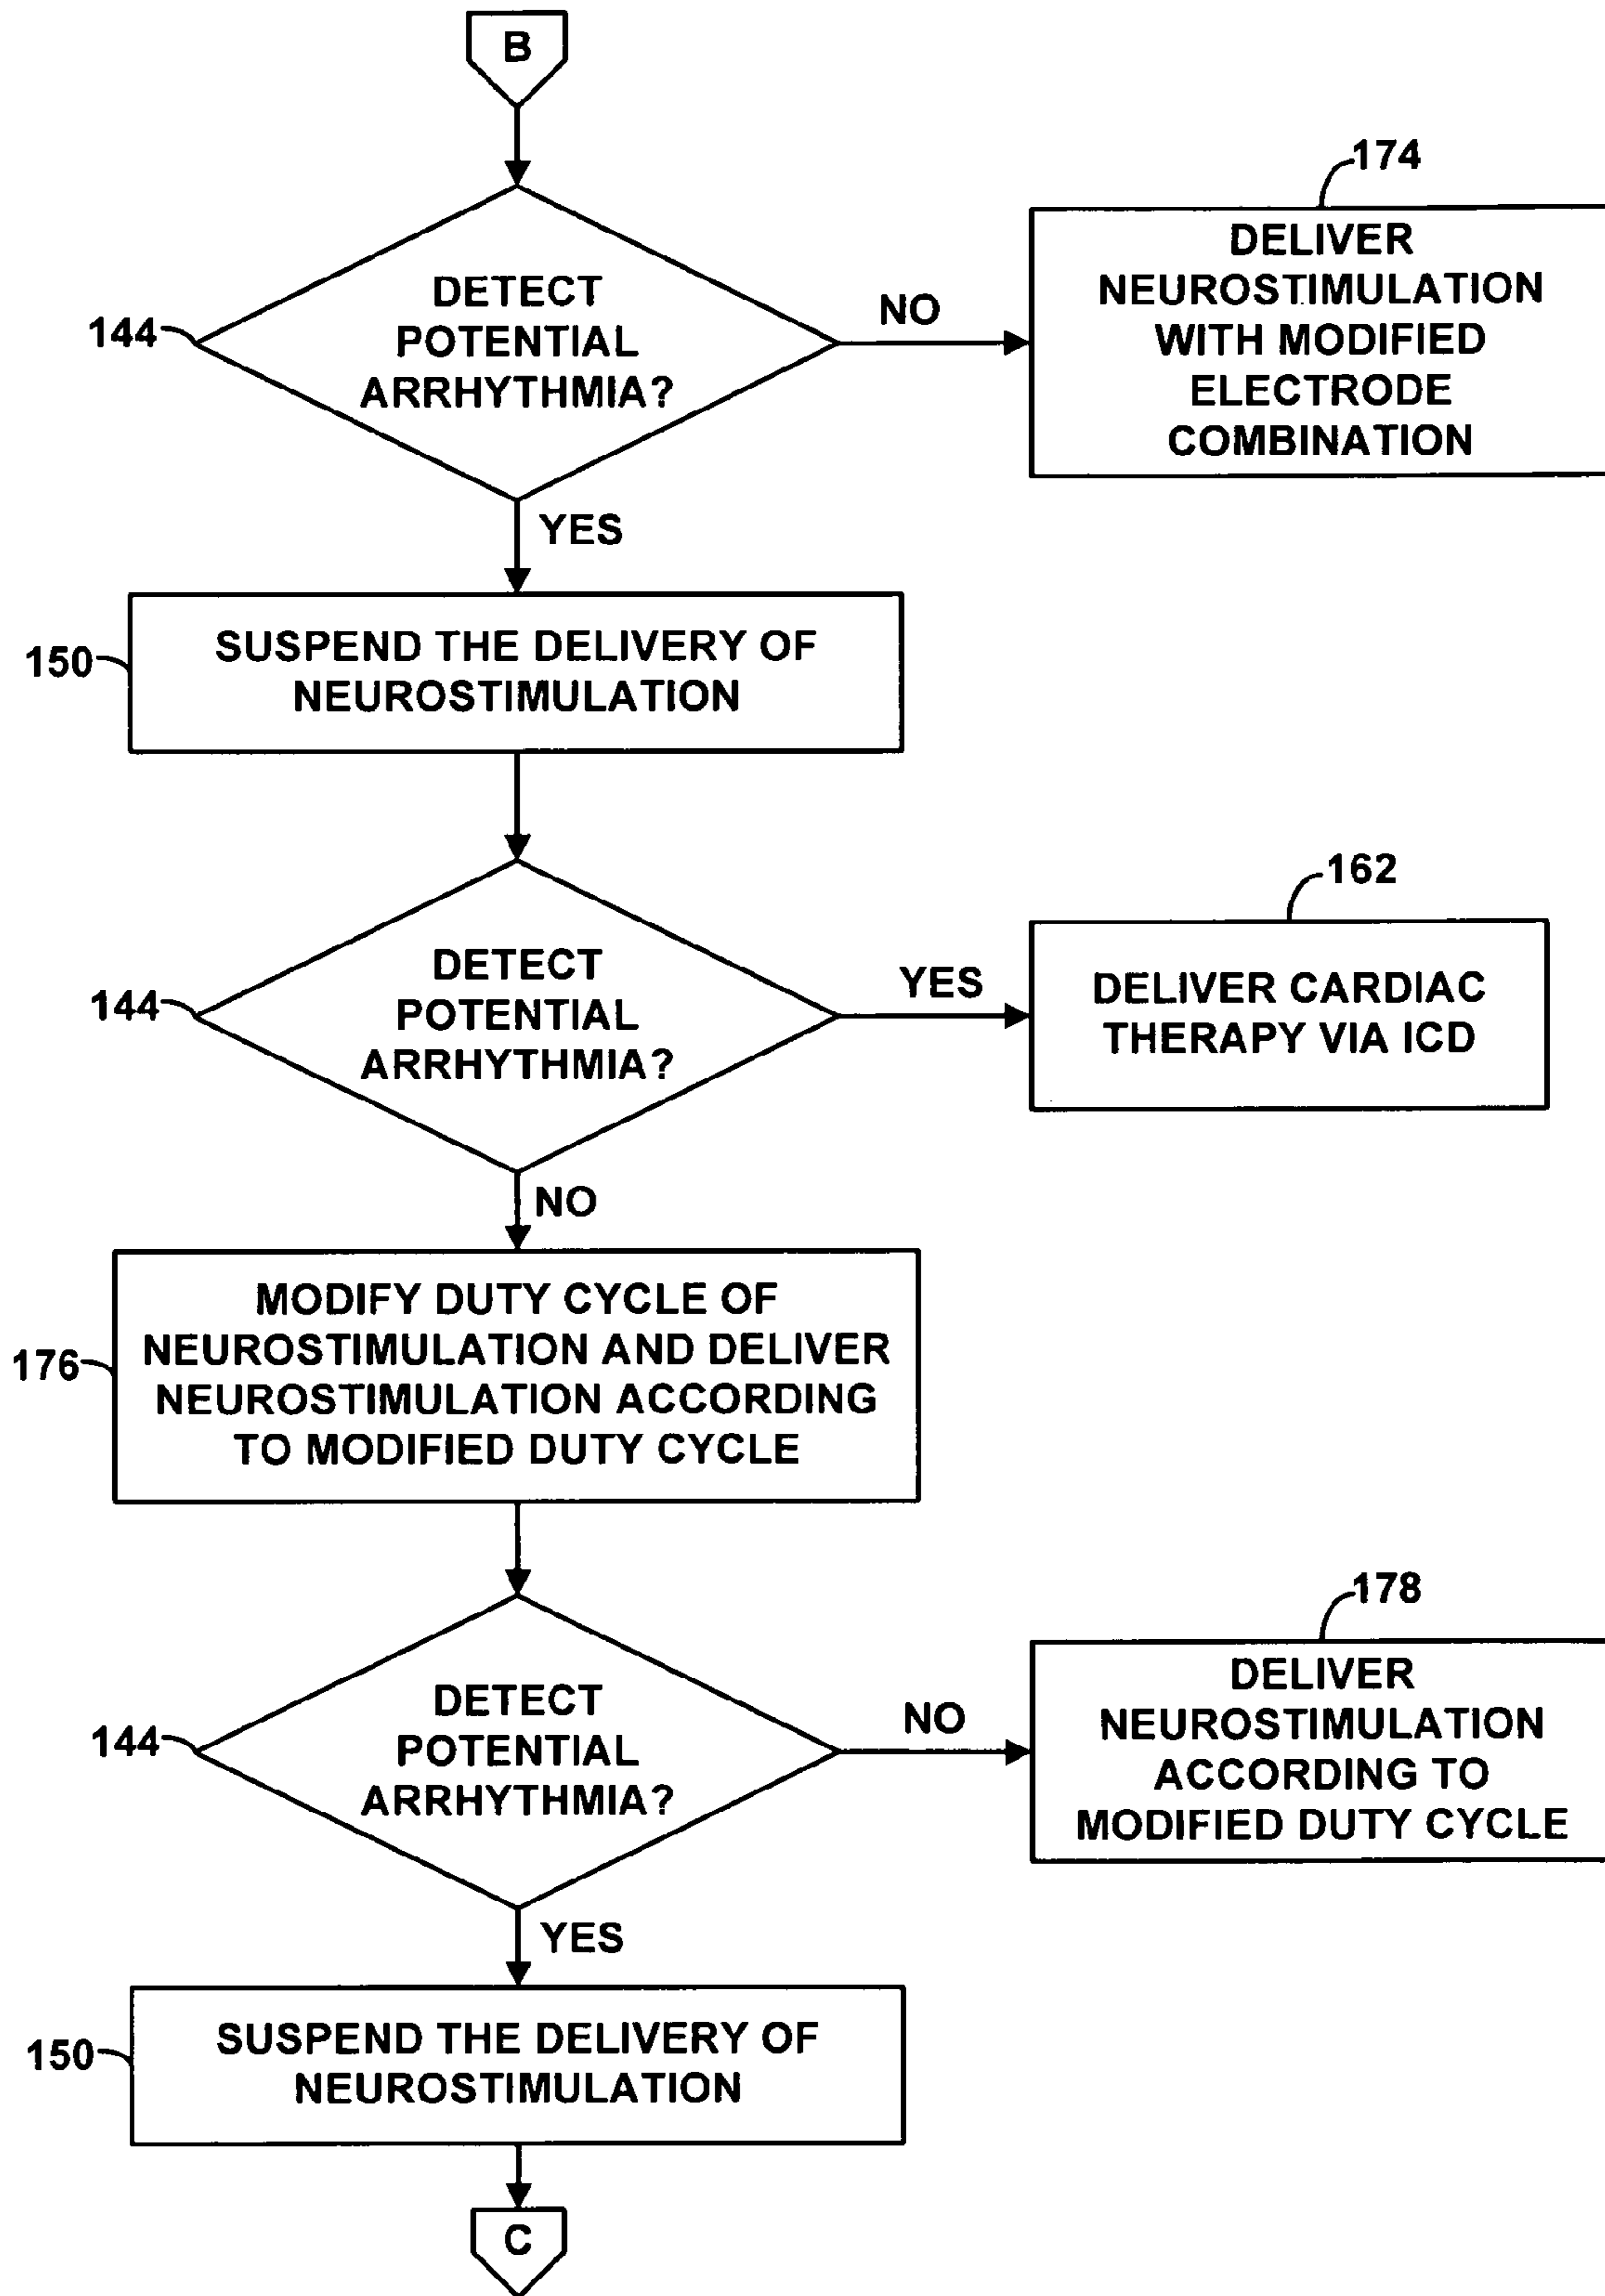 B
DETECT
POTENTIAL
ARRHYTHMIA?
144
NO
174
DELIVER
NEUROSTIMULATION
WITH MODIFIED
ELECTRODE
COMBINATION
YES
150
SUSPEND THE DELIVERY OF
NEUROSTIMULATION
DETECT
POTENTIAL
ARRHYTHMIA?
144
YES
162
DELIVER CARDIAC
THERAPY VIA ICD
NO
176
MODIFY DUTY CYCLE OF
NEUROSTIMULATION AND DELIVER
NEUROSTIMULATION ACCORDING
TO MODIFIED DUTY CYCLE
DETECT
POTENTIAL
ARRHYTHMIA?
144
NO
178
DELIVER
NEUROSTIMULATION
ACCORDING TO
MODIFIED DUTY CYCLE
YES
150
SUSPEND THE DELIVERY OF
NEUROSTIMULATION
C